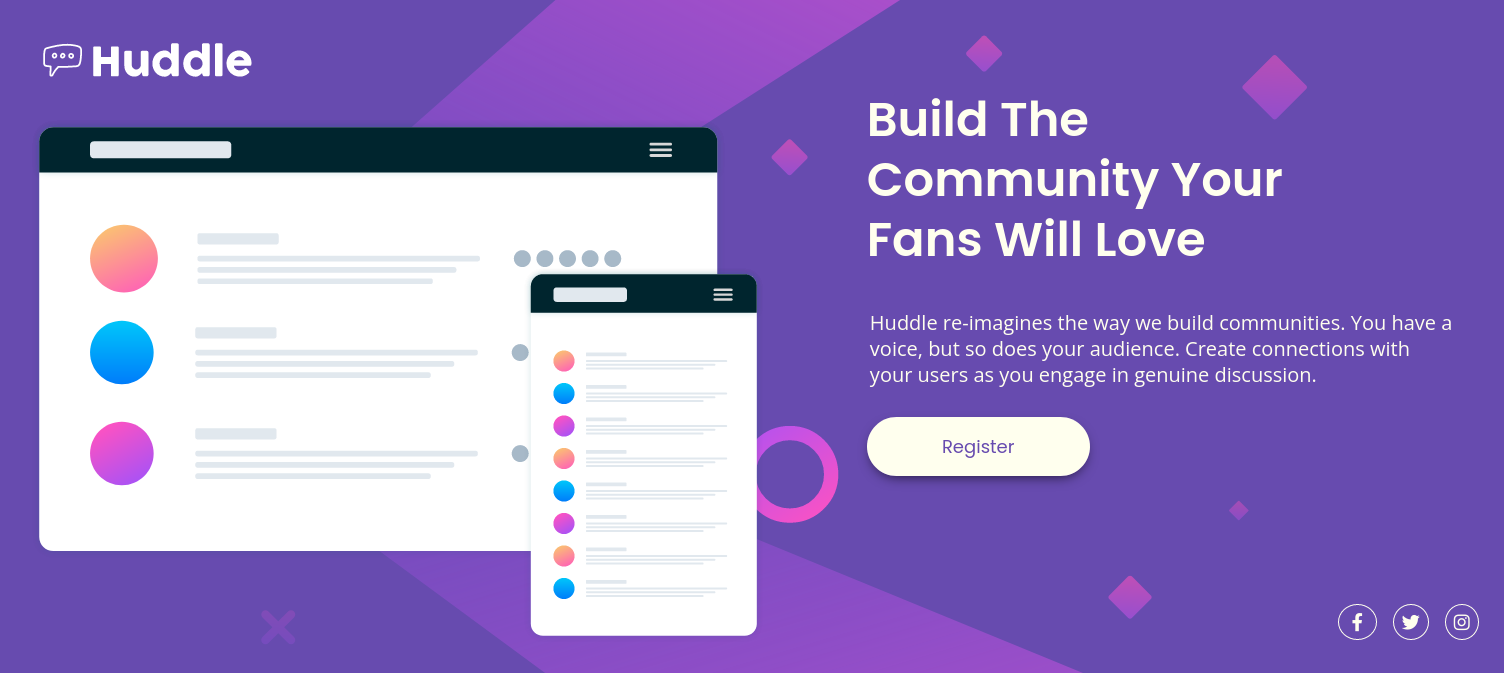 Huddle
Build The
Community Your
Fans Will Love
Huddle re-imagines the way we build communities. You have a
voice, but so does your audience. Create connections with
your users as you engage in genuine discussion.
Register